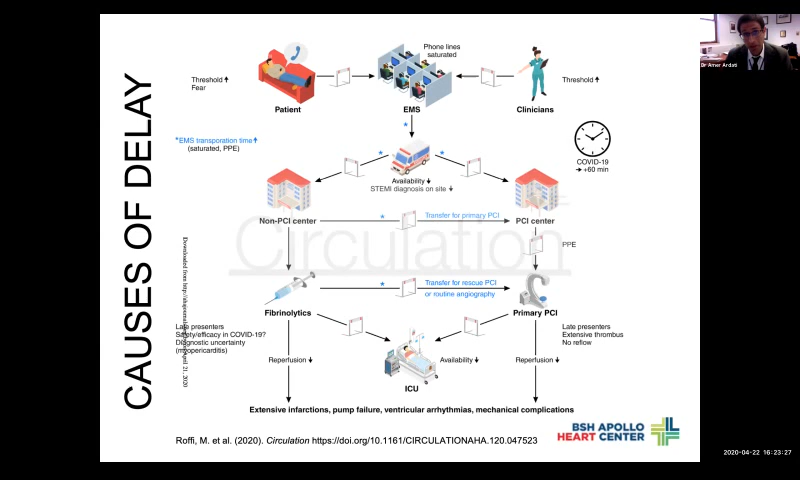 CAUSES OF DELAY
Phone lines
saturated
Threshold ↑
Fear
Threshold ↑
Patient
EMS
Clinicians
*EMS transporation time ↑
(saturated, PPE)
COVID-19
→ +60 min
Availability ↓
STEMI diagnosis on site ↓
Non-PCI center
Transfer for primary PCI
PCI center
Circulation
PPE
Transfer for rescue PCI
or routine angiography
Fibrinolytics
Primary PCI
Late presenters
Safety/efficacy in COVID-19?
Diagnostic uncertainty
(myopericarditis)
Late presenters
Extensive thrombus
No reflow
Reperfusion ↓
Availability ↓
Reperfusion ↓
ICU
Extensive infarctions, pump failure, ventricular arrhythmias, mechanical complications
Roffi, M. et al. (2020). Circulation https://doi.org/10.1161/CIRCULATIONAHA.120.047523
BSH APOLLO
HEART CENTER
Dr Amer Ardati
2020-04-22 16:23:27